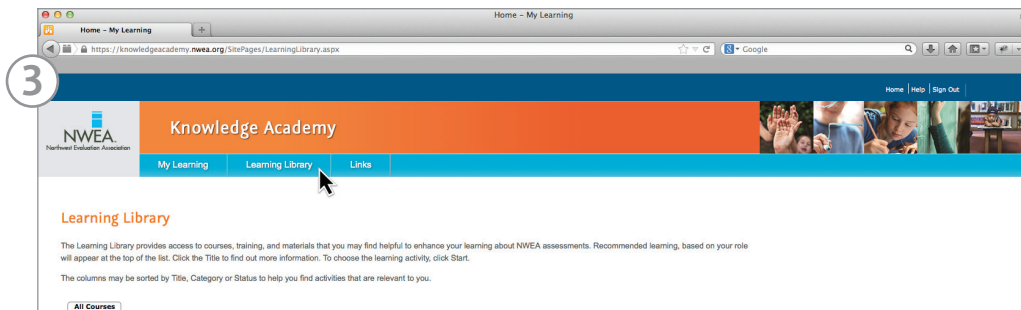 Home – My Learning
Home – My Learning
https://knowledgeacademy.nwea.org/SitePages/LearningLibrary.aspx
Google
3
Home | Help | Sign Out
NWEA.
Northwest Evaluation Association
Knowledge Academy
My Learning
Learning Library
Links
Learning Library
The Learning Library provides access to courses, training, and materials that you may find helpful to enhance your learning about NWEA assessments. Recommended learning, based on your role
will appear at the top of the list. Click the Title to find out more information. To choose the learning activity, click Start.
The columns may be sorted by Title, Category or Status to help you find activities that are relevant to you.
All Courses